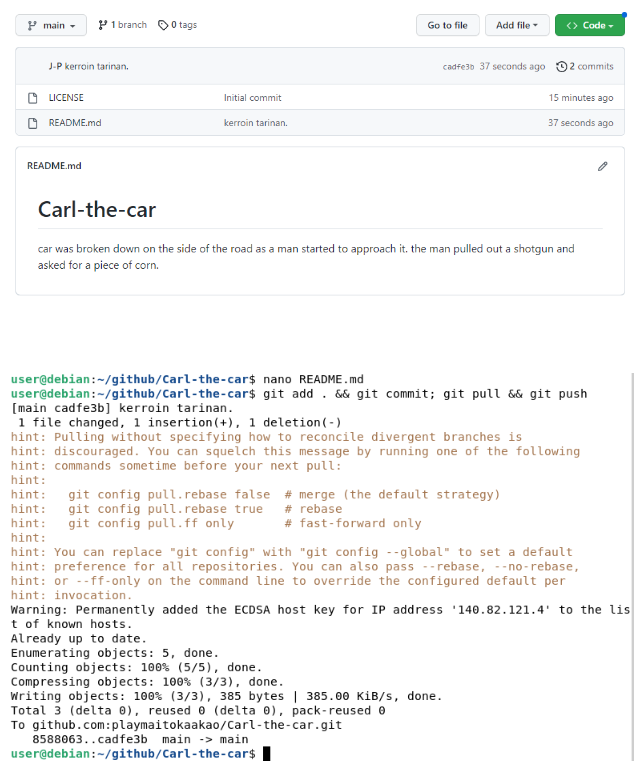 main
1 branch
0 tags
Go to file
Add file
Code
J-P kerroin tarinan.
cadfe3b 37 seconds ago
2 commits
LICENSE
Initial commit
15 minutes ago
README.md
kerroin tarinan.
37 seconds ago
README.md
Carl-the-car
car was broken down on the side of the road as a man started to approach it. the man pulled out a shotgun and
asked for a piece of corn.
user@debian:~/github/Carl-the-car$ nano README.md
user@debian:~/github/Carl-the-car$ git add . && git commit; git pull && git push
[main cadfe3b] kerroin tarinan.
 1 file changed, 1 insertion(+), 1 deletion(-)
hint: Pulling without specifying how to reconcile divergent branches is
hint: discouraged. You can squelch this message by running one of the following
hint: commands sometime before your next pull:
hint:
hint:   git config pull.rebase false  # merge (the default strategy)
hint:   git config pull.rebase true   # rebase
hint:   git config pull.ff only       # fast-forward only
hint:
hint: You can replace "git config" with "git config --global" to set a default
hint: preference for all repositories. You can also pass --rebase, --no-rebase,
hint: or --ff-only on the command line to override the configured default per
hint: invocation.
Warning: Permanently added the ECDSA host key for IP address '140.82.121.4' to the lis
t of known hosts.
Already up to date.
Enumerating objects: 5, done.
Counting objects: 100% (5/5), done.
Compressing objects: 100% (3/3), done.
Writing objects: 100% (3/3), 385 bytes | 385.00 KiB/s, done.
Total 3 (delta 0), reused 0 (delta 0), pack-reused 0
To github.com:playmaitokaakao/Carl-the-car.git
   8588063..cadfe3b  main -> main
user@debian:~/github/Carl-the-car$